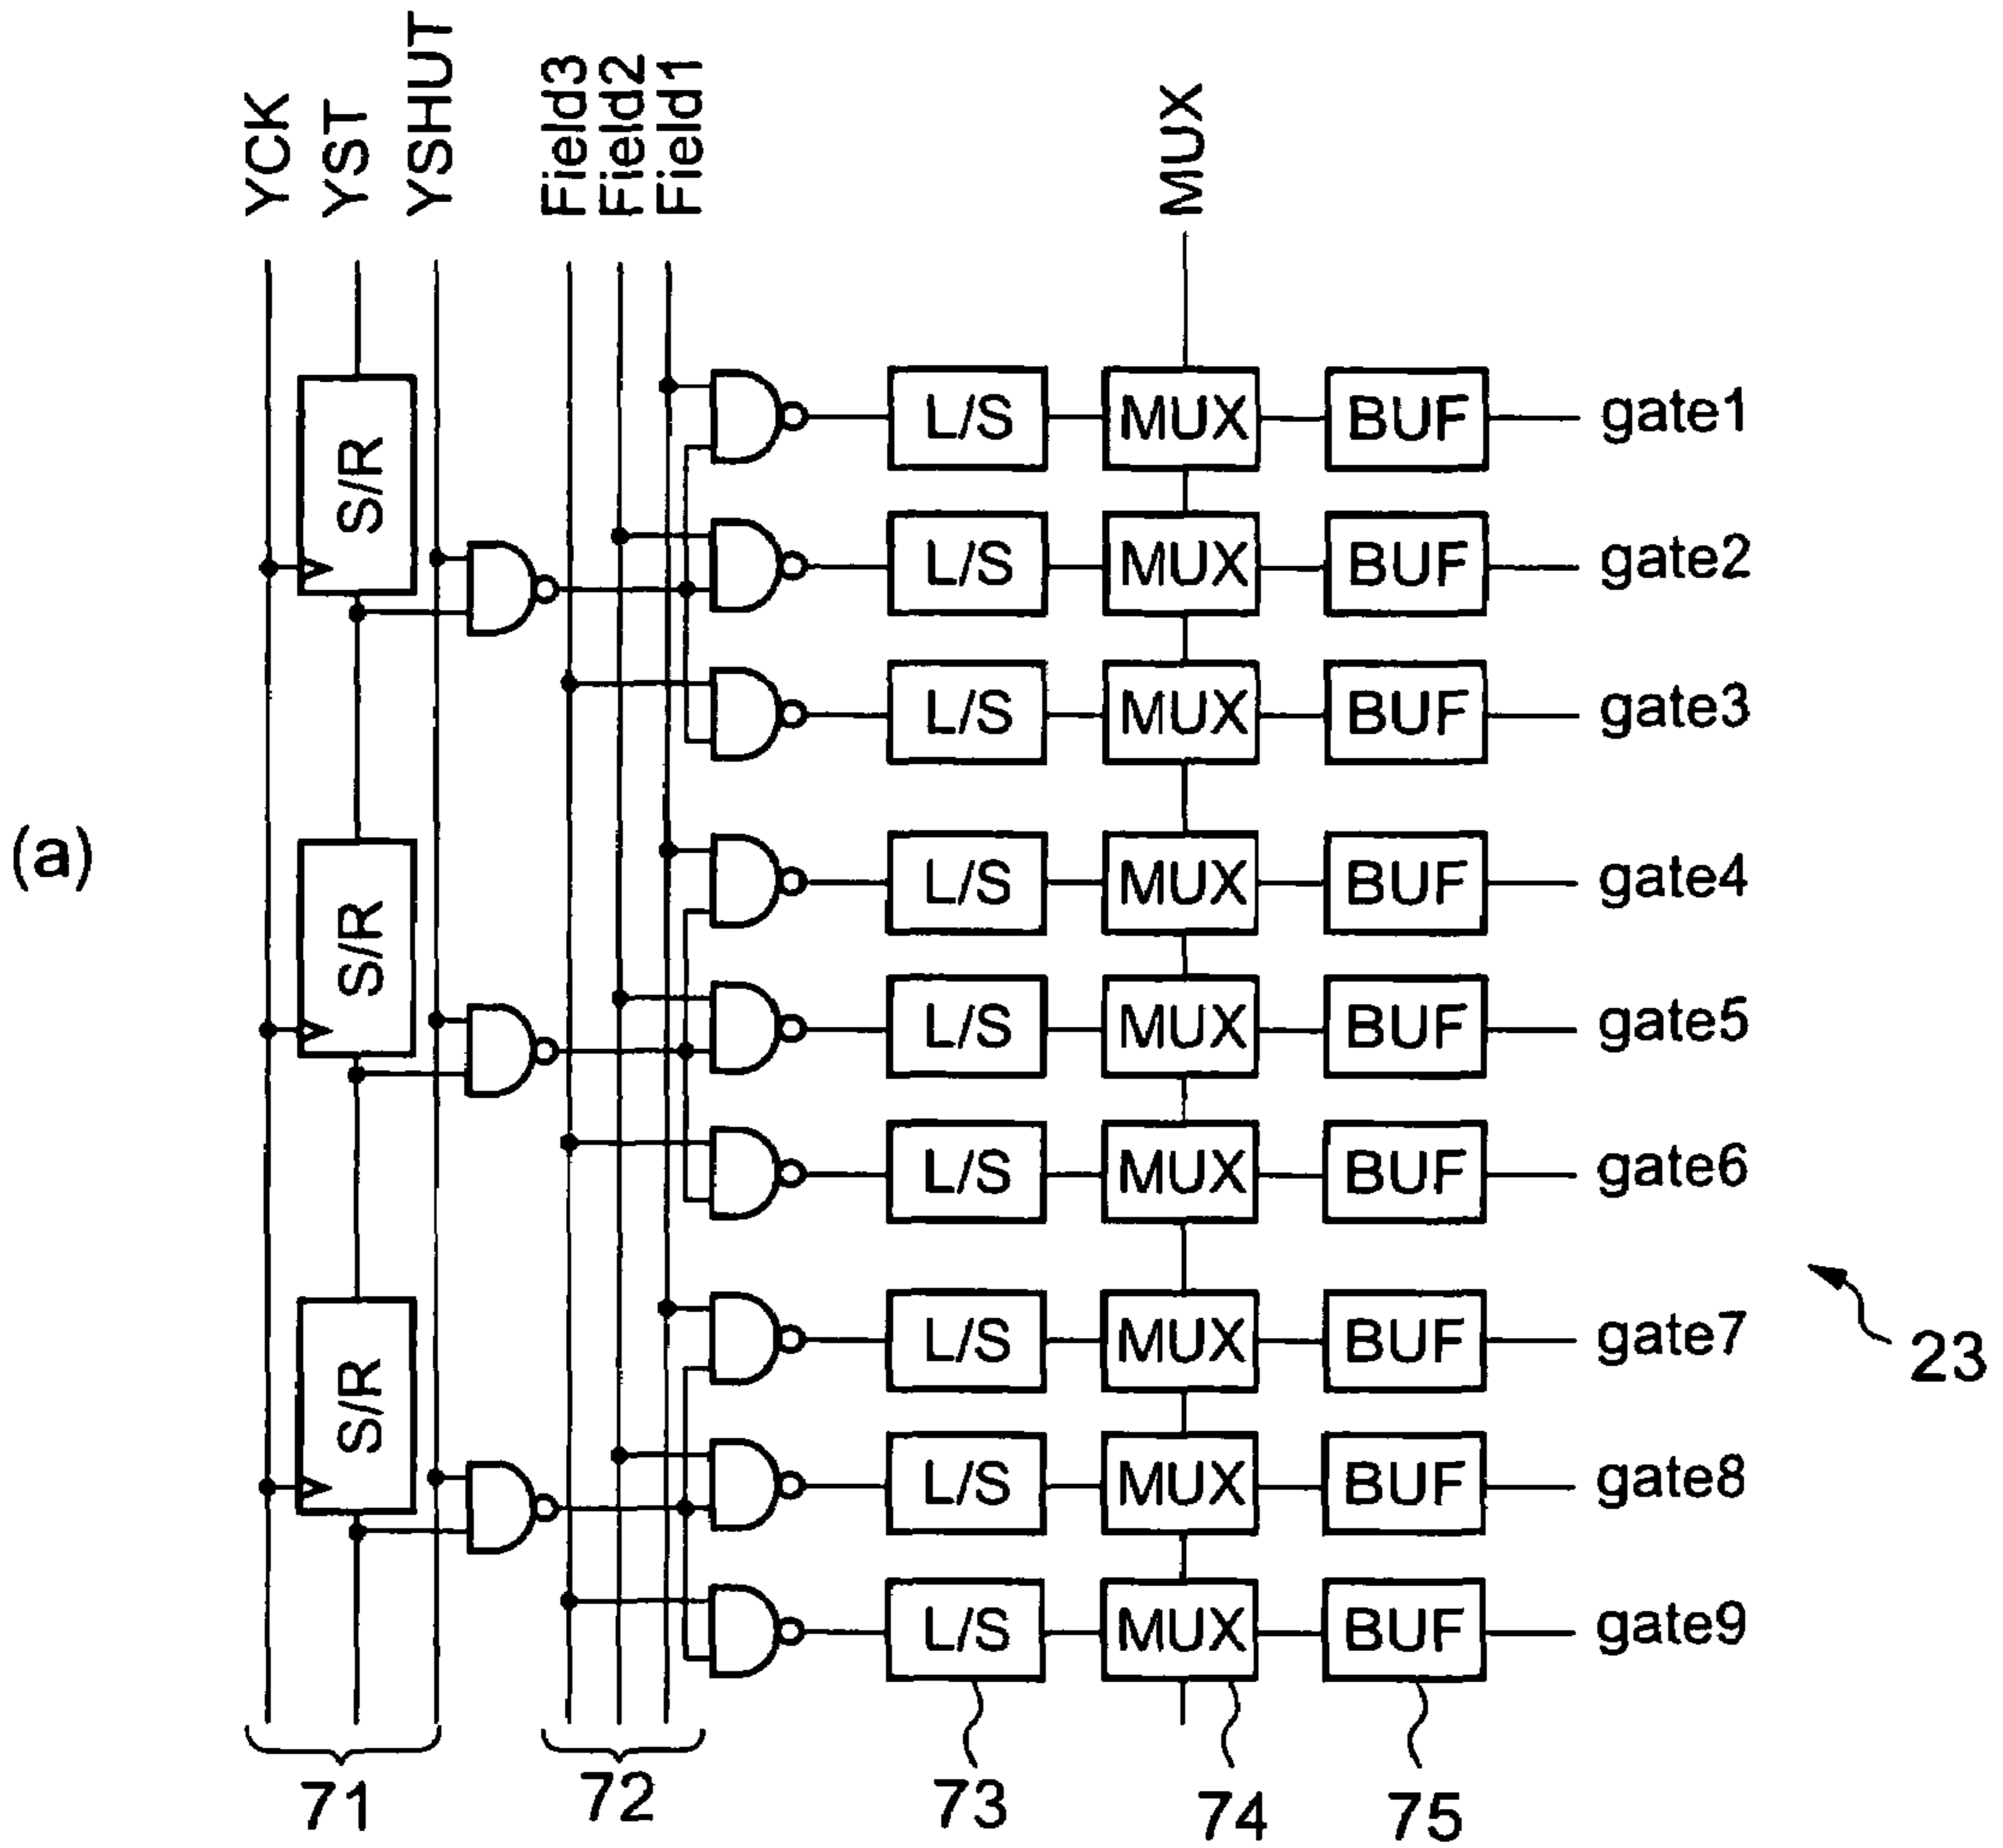 YCK
YST
YSHUT
Field3
Field2
Field1
MUX
S/R
L/S MUX BUF gate1
L/S MUX BUF gate2
L/S MUX BUF gate3
(a)
S/R
L/S MUX BUF gate4
L/S MUX BUF gate5
L/S MUX BUF gate6
S/R
L/S MUX BUF gate7
23
L/S MUX BUF gate8
L/S MUX BUF gate9
71 72 73 74 75